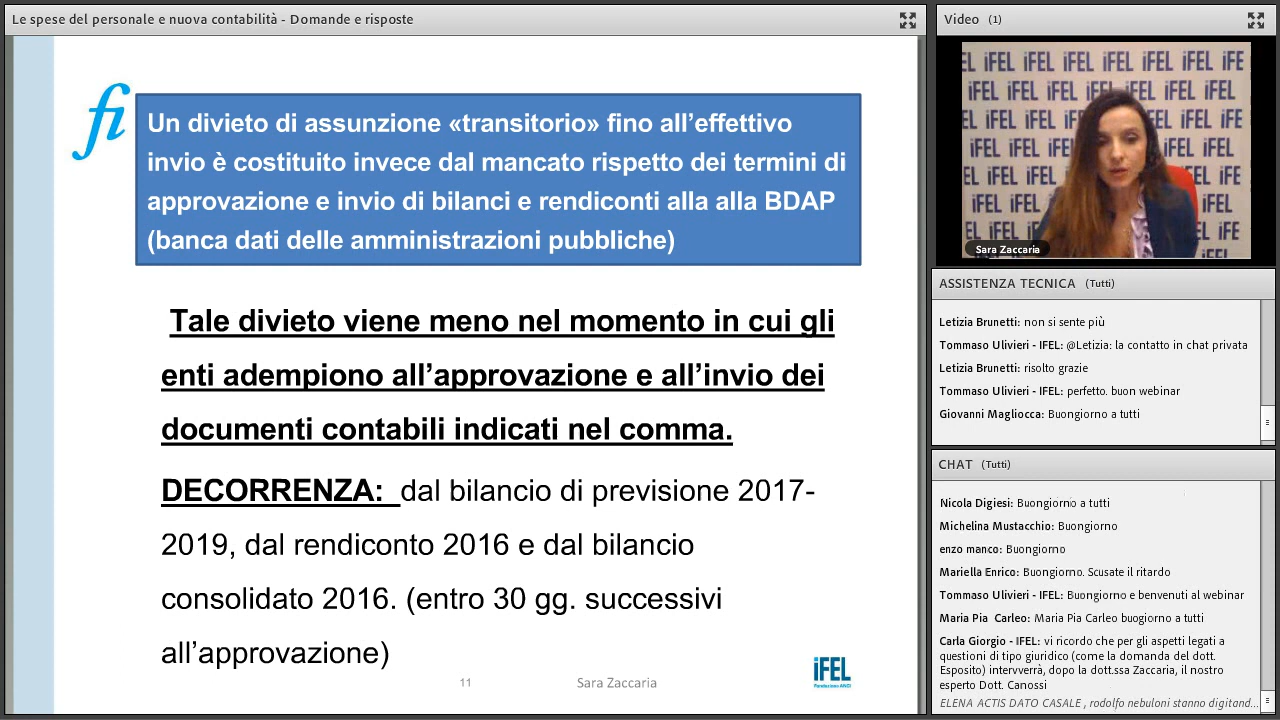 Le spese del personale e nuova contabilità - Domande e risposte
fi
Un divieto di assunzione «transitorio» fino all’effettivo
invio è costituito invece dal mancato rispetto dei termini di
approvazione e invio di bilanci e rendiconti alla alla BDAP
(banca dati delle amministrazioni pubbliche)
Tale divieto viene meno nel momento in cui gli
enti adempiono all’approvazione e all’invio dei
documenti contabili indicati nel comma.
DECORRENZA: dal bilancio di previsione 2017-
2019, dal rendiconto 2016 e dal bilancio
consolidato 2016. (entro 30 gg. successivi
all’approvazione)
11
Sara Zaccaria
iFEL
Fondazione ANCI
Video (1)
iFEL
Sara Zaccaria
ASSISTENZA TECNICA (Tutti)
Letizia Brunetti: non si sente più
Tommaso Ulivieri - IFEL: @Letizia: la contatto in chat privata
Letizia Brunetti: risolto grazie
Tommaso Ulivieri - IFEL: perfetto. buon webinar
Giovanni Magliocca: Buongiorno a tutti
CHAT (Tutti)
Nicola Digiesi: Buongiorno a tutti
Michelina Mustacchio: Buongiorno
enzo manco: Buongiorno
Mariella Enrico: Buongiorno. Scusate il ritardo
Tommaso Ulivieri - IFEL: Buongiorno e benvenuti al webinar
Maria Pia Carleo: Maria Pia Carleo buogiorno a tutti
Carla Giorgio - IFEL: vi ricordo che per gli aspetti legati a
questioni di tipo giuridico (come la domanda del dott.
Esposito) intervverrà, dopo la dott.ssa Zaccaria, il nostro
esperto Dott. Canossi
ELENA ACTIS DATO CASALE , rodolfo nebuloni stanno digitand...